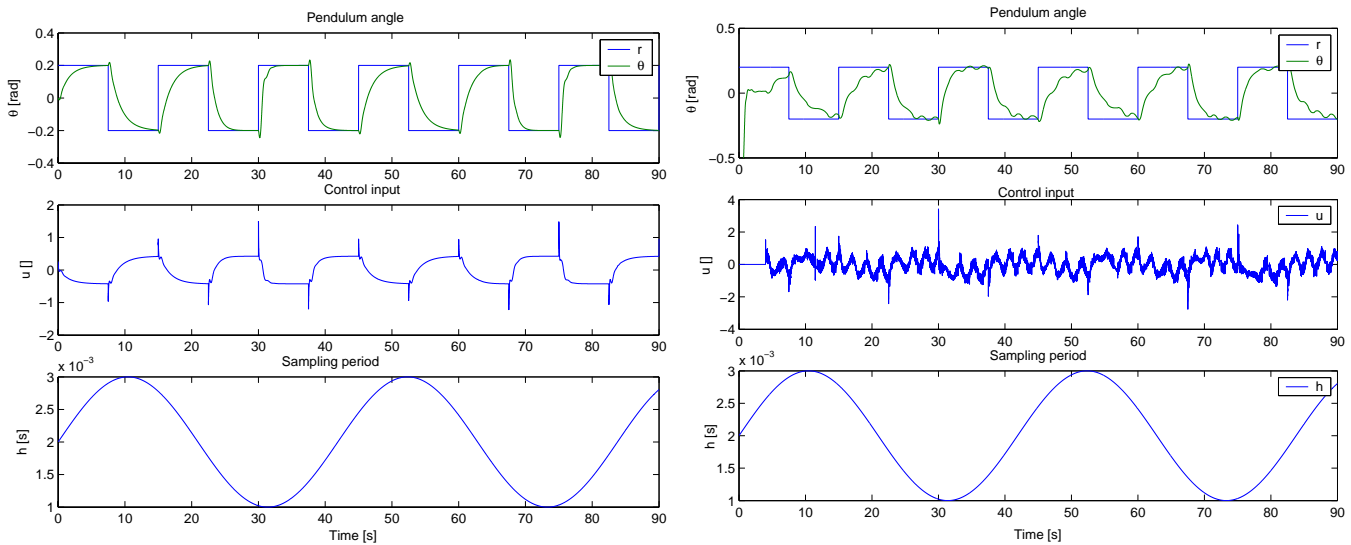 Pendulum angle
0.4
0.2
0
−0.2
−0.4
θ [rad]
r
θ
0 10 20 30 40 50 60 70 80 90
Control input
2
1
0
−1
−2
u []
0 10 20 30 40 50 60 70 80 90
Sampling period
x 10⁻³
3
2.5
2
1.5
1
h [s]
0 10 20 30 40 50 60 70 80 90
Time [s]
Pendulum angle
0.5
0
−0.5
θ [rad]
r
θ
0 10 20 30 40 50 60 70 80 90
Control input
4
2
0
−2
−4
u []
u
0 10 20 30 40 50 60 70 80 90
Sampling period
x 10⁻³
3
2.5
2
1.5
1
h [s]
h
0 10 20 30 40 50 60 70 80 90
Time [s]